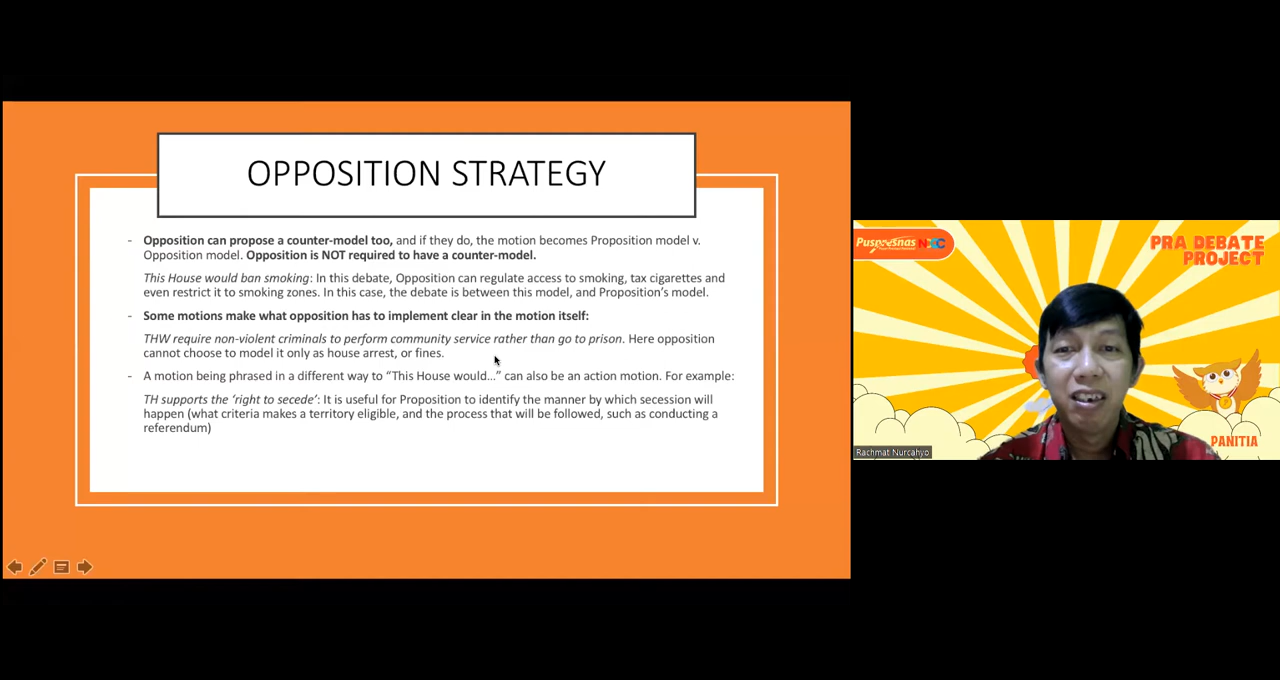 OPPOSITION STRATEGY
- Opposition can propose a counter-model too, and if they do, the motion becomes Proposition model v.
Opposition model. Opposition is NOT required to have a counter-model.
This House would ban smoking: In this debate, Opposition can regulate access to smoking, tax cigarettes and
even restrict it to smoking zones. In this case, the debate is between this model, and Proposition’s model.
- Some motions make what opposition has to implement clear in the motion itself:
THW require non-violent criminals to perform community service rather than go to prison. Here opposition
cannot choose to model it only as house arrest, or fines.
- A motion being phrased in a different way to “This House would…” can also be an action motion. For example:
TH supports the ‘right to secede’: It is useful for Proposition to identify the manner by which secession will
happen (what criteria makes a territory eligible, and the process that will be followed, such as conducting a
referendum)
Puspresnas
PRA DEBATE
PROJECT
PANITIA
Rachmat Nurcahyo